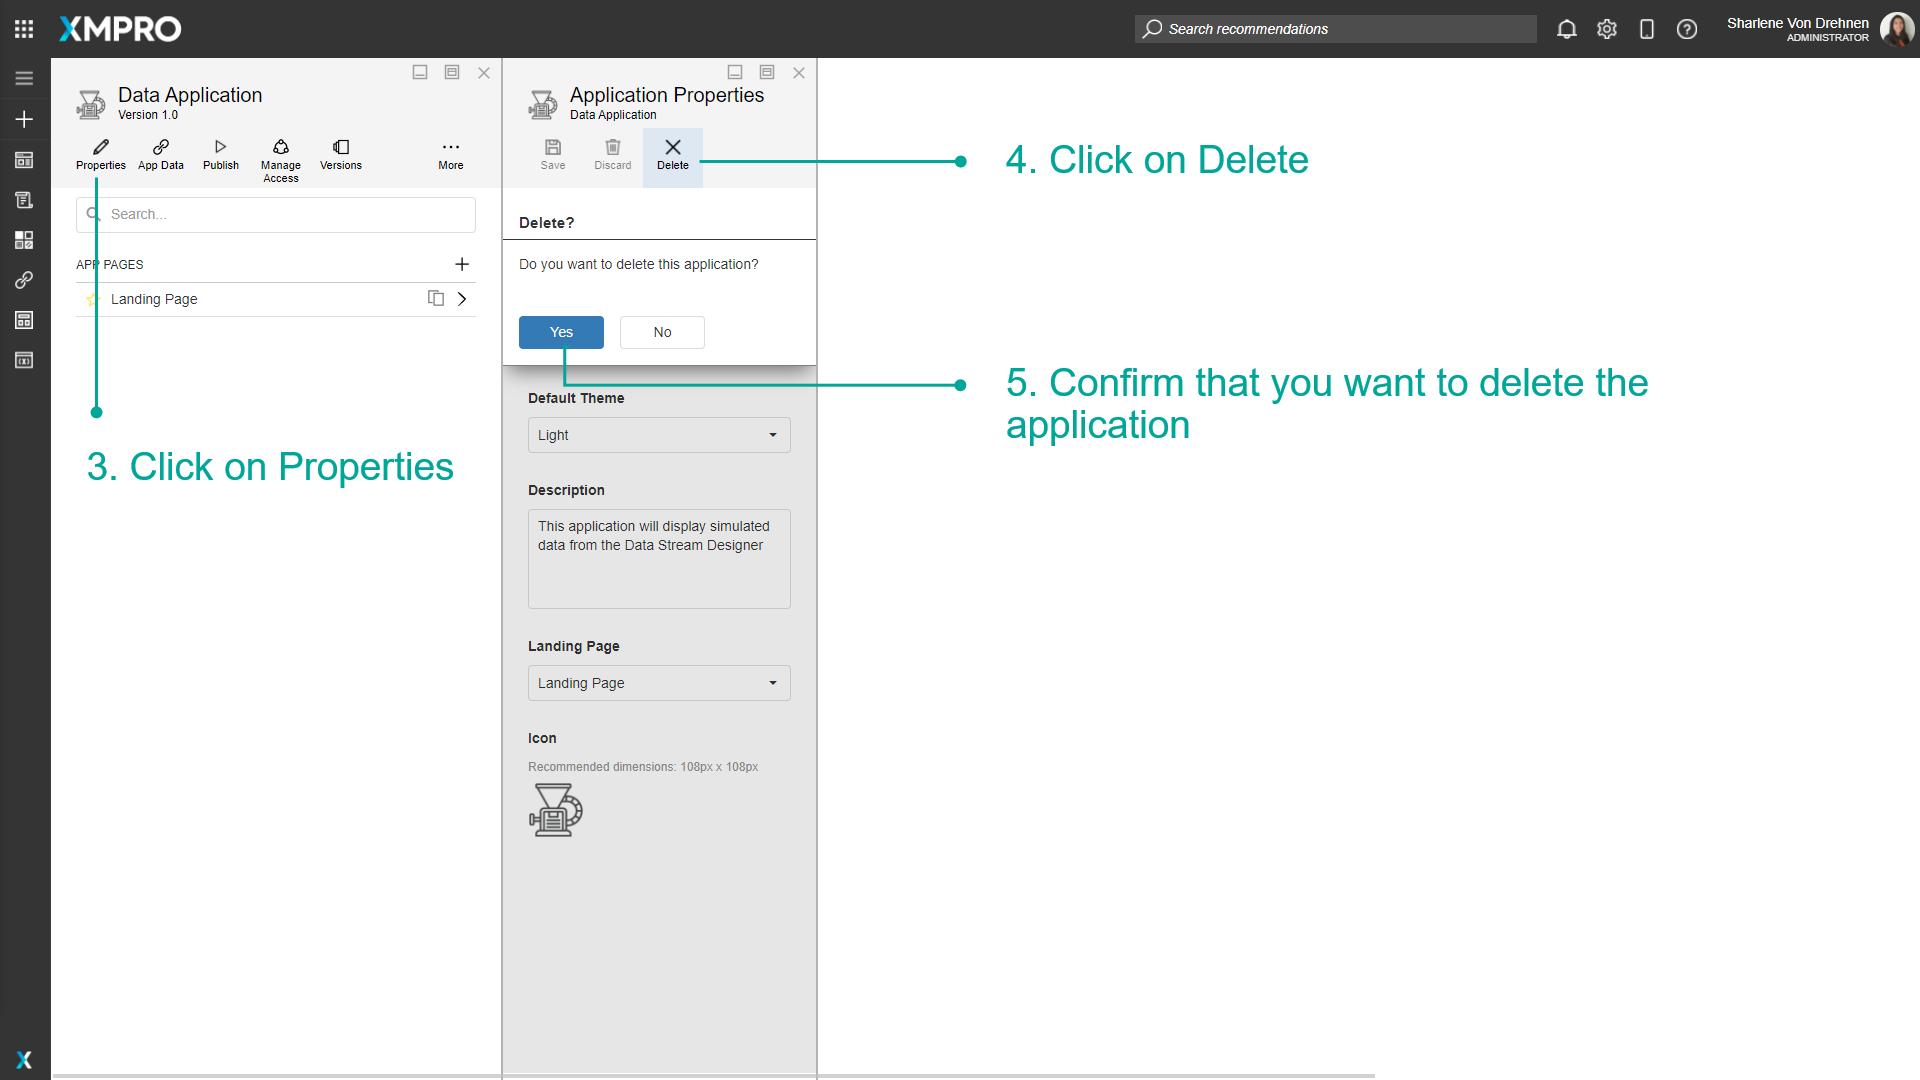 XMPRO
Search recommendations
Sharlene Von Drehnen
ADMINISTRATOR
Data Application
Version 1.0
Properties
App Data
Publish
Manage
Access
Versions
More
Search...
APP PAGES
Landing Page
3. Click on Properties
Application Properties
Data Application
Save
Discard
Delete
Delete?
Do you want to delete this application?
Yes
No
Default Theme
Light
Description
This application will display simulated
data from the Data Stream Designer
Landing Page
Landing Page
Icon
Recommended dimensions: 108px x 108px
4. Click on Delete
5. Confirm that you want to delete the
application